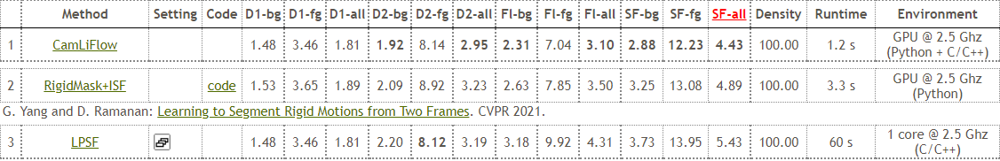 Method Setting Code D1-bg D1-fg D1-all D2-bg D2-fg D2-all Fl-bg Fl-fg Fl-all SF-bg SF-fg SF-all Density Runtime Environment
1 CamLiFlow 1.48 3.46 1.81 1.92 8.14 2.95 2.31 7.04 3.10 2.88 12.23 4.43 100.00 1.2 s GPU @ 2.5 Ghz
(Python + C/C++)
2 RigidMask+ISF code 1.53 3.65 1.89 2.09 8.92 3.23 2.63 7.85 3.50 3.25 13.08 4.89 100.00 3.3 s GPU @ 2.5 Ghz
(Python)
G. Yang and D. Ramanan: Learning to Segment Rigid Motions from Two Frames. CVPR 2021.
3 LPSF 1.48 3.46 1.81 2.20 8.12 3.19 3.18 9.92 4.31 3.73 13.95 5.43 100.00 60 s 1 core @ 2.5 Ghz
(C/C++)